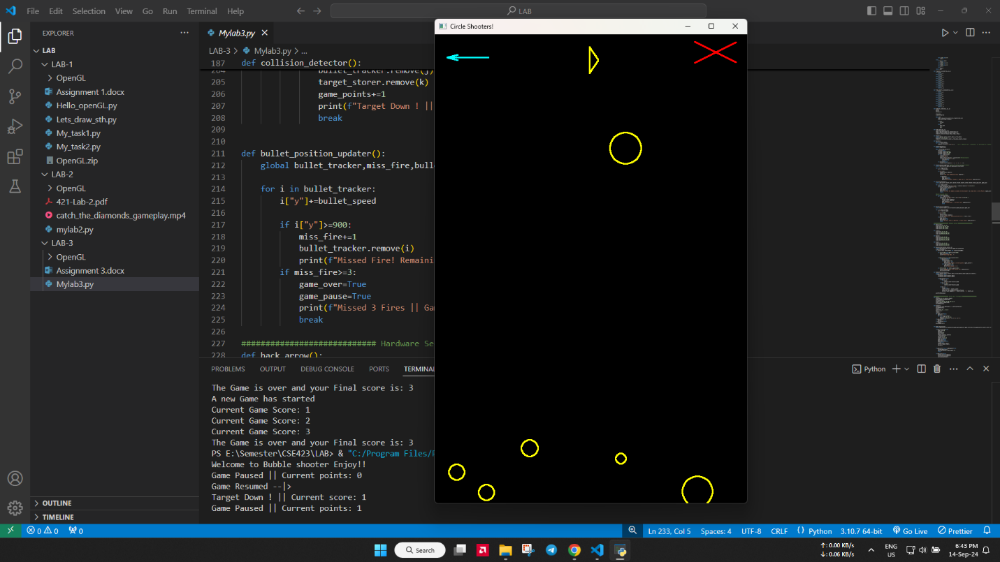 File Edit Selection View Go Run Terminal Help
LAB
EXPLORER
LAB
LAB-1
OpenGL
Assignment 1.docx
Hello_openGL.py
Lets_draw_sth.py
My_task1.py
My_task2.py
OpenGL.zip
LAB-2
OpenGL
421-Lab-2.pdf
catch_the_diamonds_gameplay.mp4
mylab2.py
LAB-3
OpenGL
Assignment 3.docx
Mylab3.py
OUTLINE
TIMELINE
Mylab3.py
LAB-3 > Mylab3.py > ...
187 def collision_detector():
204 bullet_tracker.remove(j)
205 target_storer.remove(k)
206 game_points+=1
207 print(f"Target Down ! ||
208 break
209
210
211 def bullet_position_updater():
212 global bullet_tracker,miss_fire,bull
213
214 for i in bullet_tracker:
215 i["y"]+=bullet_speed
216
217 if i["y"]>=900:
218 miss_fire+=1
219 bullet_tracker.remove(i)
220 print(f"Missed Fire! Remaini
221 if miss_fire>=3:
222 game_over=True
223 game_pause=True
224 print(f"Missed 3 Fires || Ga
225 break
226
227 ############################ Hardware Se
228 def back_arrow():
Circle Shooters!
PROBLEMS OUTPUT DEBUG CONSOLE PORTS TERMINAL
Python
The Game is over and your Final score is: 3
A new Game has started
Current Game Score: 1
Current Game Score: 2
Current Game Score: 3
The Game is over and your Final score is: 3
PS E:\Semester\CSE423\LAB> & "C:/Program Files/P
Welcome to Bubble shooter Enjoy!!
Game Paused || Current points: 0
Game Resumed --|>
Target Down ! || Current score: 1
Game Paused || Current points: 1
0 0 0
Ln 233, Col 5 Spaces: 4 UTF-8 CRLF Python 3.10.7 64-bit Go Live Prettier
Search
↑: 0.00 KB/s
↓: 0.06 KB/s
ENG
US
6:43 PM
14-Sep-24